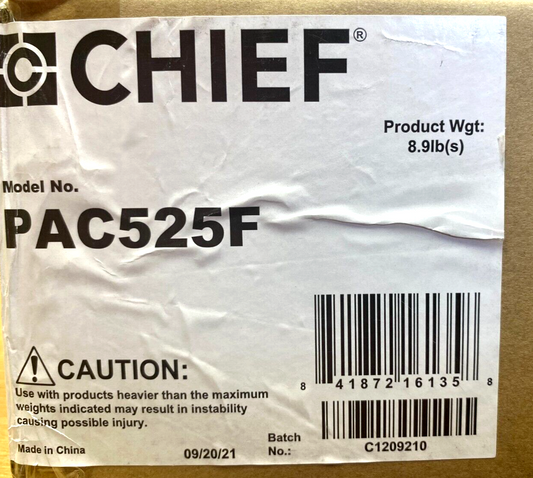 CHIEF®
Product Wgt:
8.9lb(s)
Model No.
PAC525F
CAUTION:
Use with products heavier than the maximum
weights indicated may result in instability
causing possible injury.
8 41872 16135 8
Made in China
09/20/21
Batch
No.:
C1209210